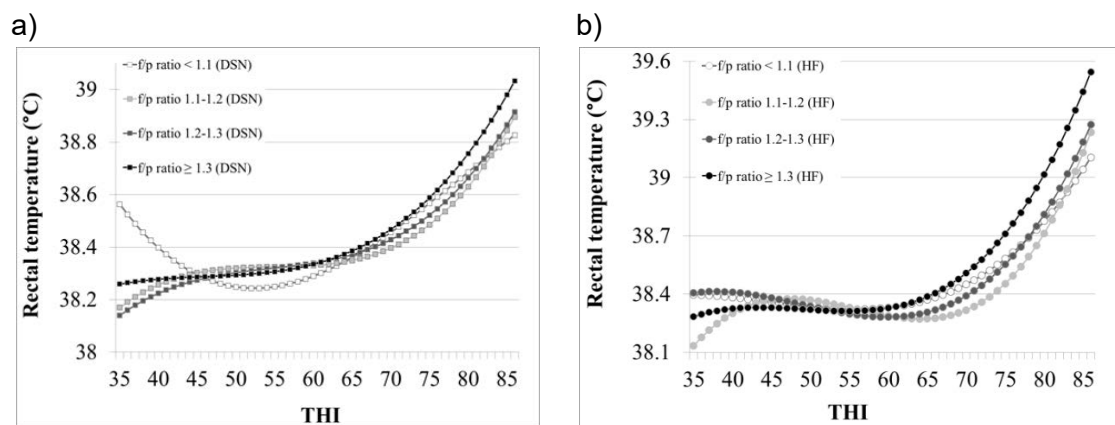 a)
Rectal temperature (°C)
39
38.8
38.6
38.4
38.2
38
f/p ratio < 1.1 (DSN)
f/p ratio 1.1-1.2 (DSN)
f/p ratio 1.2-1.3 (DSN)
f/p ratio ≥ 1.3 (DSN)
35 40 45 50 55 60 65 70 75 80 85
THI
b)
Rectal temperature (°C)
39.6
39.3
39
38.7
38.4
38.1
f/p ratio < 1.1 (HF)
f/p ratio 1.1-1.2 (HF)
f/p ratio 1.2-1.3 (HF)
f/p ratio ≥ 1.3 (HF)
35 40 45 50 55 60 65 70 75 80 85
THI